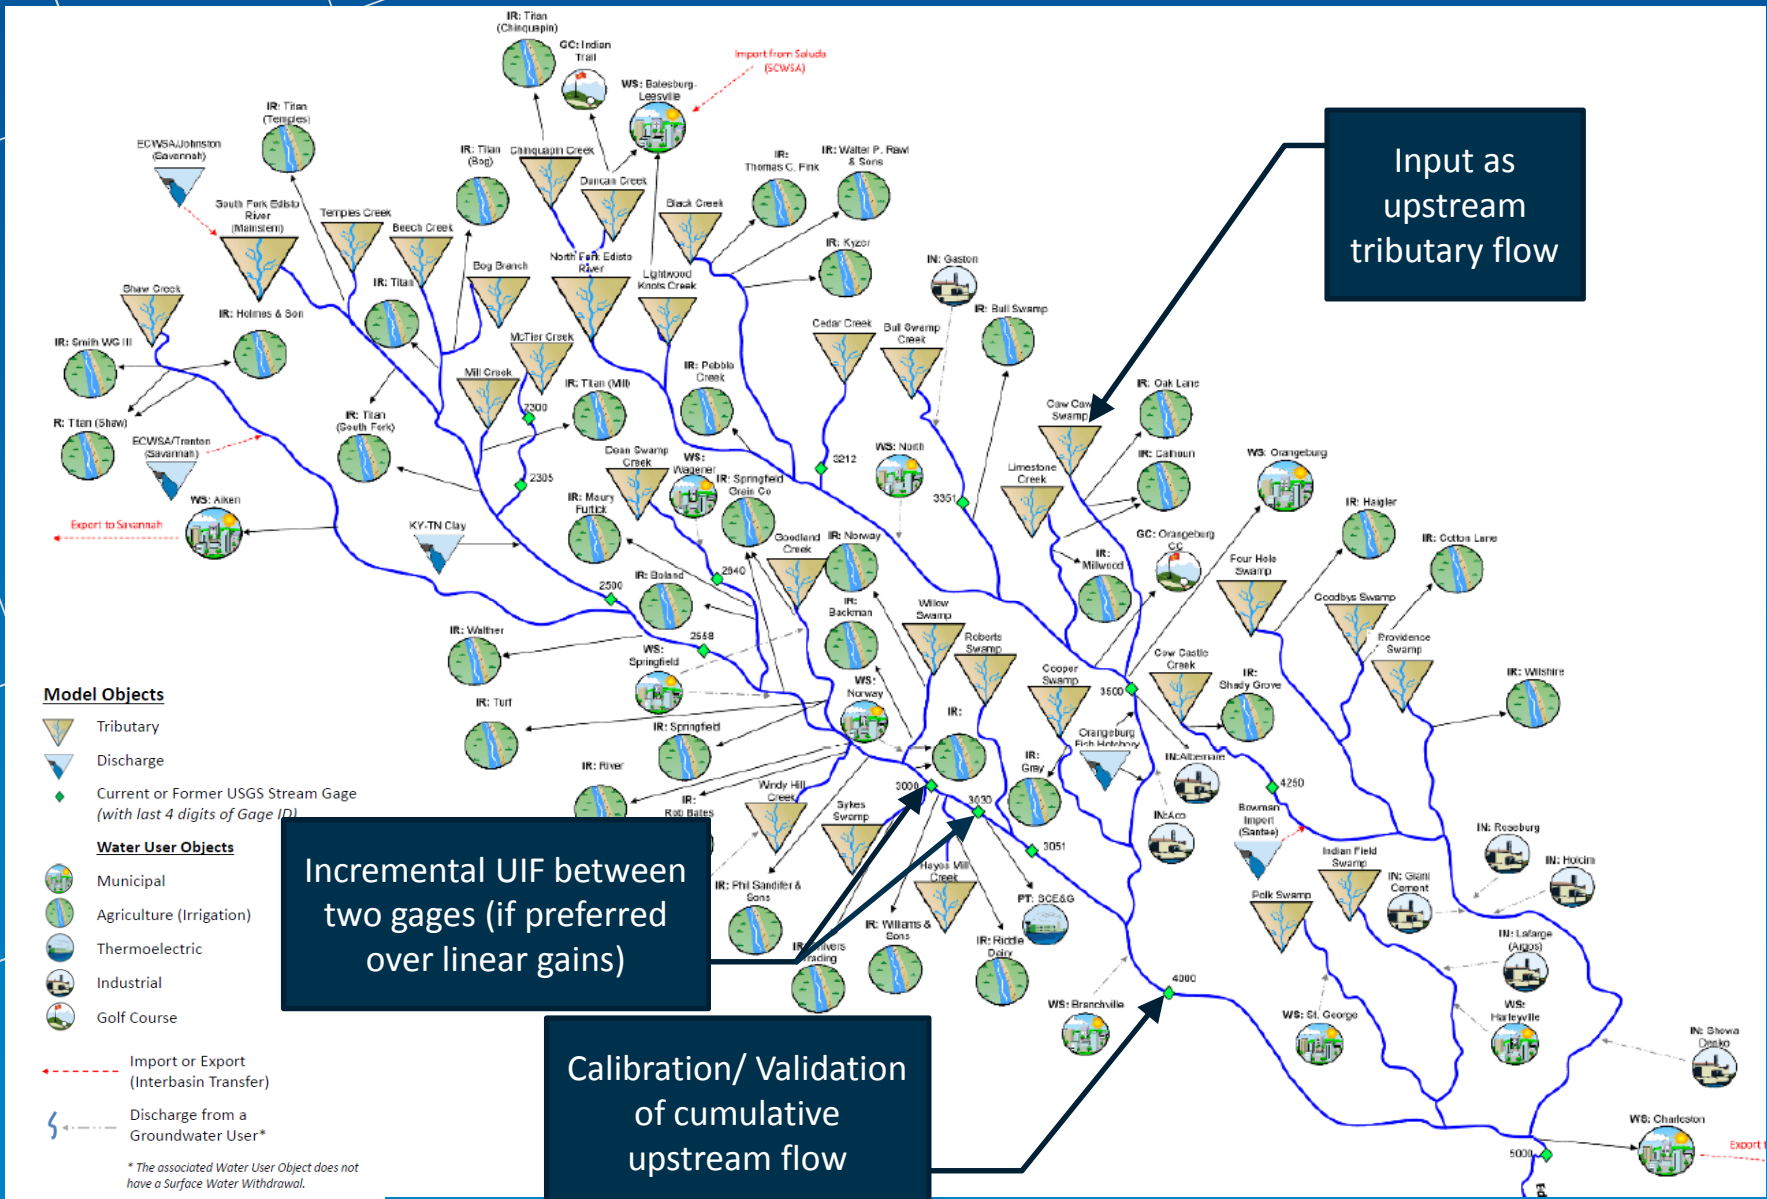 IR: Titan
(Chinquapin)
GC: Indian
Trail
WS: Batesburg-
Leesville
Import from Saluda
(SCWSA)
IR: Titan
(Temples)
ECWSA/Johnston
(Savannah)
IR: Titan
(Bog)
Chinquapin Creek
Duncan Creek
IR:
Thomas C. Fink
IR: Walter P. Rawl
& Sons
South Fork Edisto
River
(Mainstem)
Temples Creek
Beech Creek
Black Creek
IR: Kyzer
Bog Branch
North Fork Edisto
River
Lightwood
Knots Creek
IN: Gaston
Shaw Creek
IR: Titan
IR: Holmes & Son
IR: Bull Swamp
Cedar Creek
Bull Swamp
Creek
IR: Smith WG III
McTier Creek
Mill Creek
IR: Pebble
Creek
IR: Titan (Mill)
IR: Oak Lane
Caw Caw
Swamp
2300
R: Titan (Shaw)
IR: Titan
(South Fork)
ECWSA/Trenton
(Savannah)
Dean Swamp
Creek
WS:
Wagener
3212
WS: North
IR: Calhoun
WS: Orangeburg
Limestone
Creek
2305
IR: Springfield
Grain Co
3351
WS: Aiken
IR: Maury
Furtick
IR: Haigler
Export to Savannah
KY-TN Clay
Goodland
Creek
IR: Norway
GC: Orangeburg
CC
IR: Cotton Lane
IR:
Millwood
Four Hole
Swamp
2640
2500
IR: Boland
IR:
Backman
Willow
Swamp
Goodbys Swamp
IR: Walther
2558
Roberts
Swamp
Providence
Swamp
WS:
Springfield
Cooper
Swamp
Cow Castle
Creek
IR:
Shady Grove
IR: Wilshire
WS:
Norway
3500
IR: Turf
IR: Springfield
IR:
Orangeburg
Fish Hatchery
IR:
Gray
IN: Albemarle
IR: River
3000
Windy Hill
Creek
4250
IR:
Rob Bates
Sykes
Swamp
3030
Bowman
Import
(Santee)
IN: Aco
3051
IN: Roseburg
Indian Field
Swamp
IN: Holcim
IR: Phil Sandifer &
Sons
Hayes Mill
Creek
IN: Giant
Cement
Polk Swamp
PT: SCE&G
IR: Williams &
Sons
IR: Riddle
Dairy
IN: Lafarge
(Argos)
4000
WS: Branchville
WS: St. George
WS:
Harleyville
IN: Showa
Denko
WS: Charleston
5000
Input as
upstream
tributary flow
Incremental UIF between
two gages (if preferred
over linear gains)
Calibration/ Validation
of cumulative
upstream flow
Model Objects
Tributary
Discharge
Current or Former USGS Stream Gage
(with last 4 digits of Gage ID)
Water User Objects
Municipal
Agriculture (Irrigation)
Thermoelectric
Industrial
Golf Course
Import or Export
(Interbasin Transfer)
Discharge from a
Groundwater User*
* The associated Water User Object does not
have a Surface Water Withdrawal.